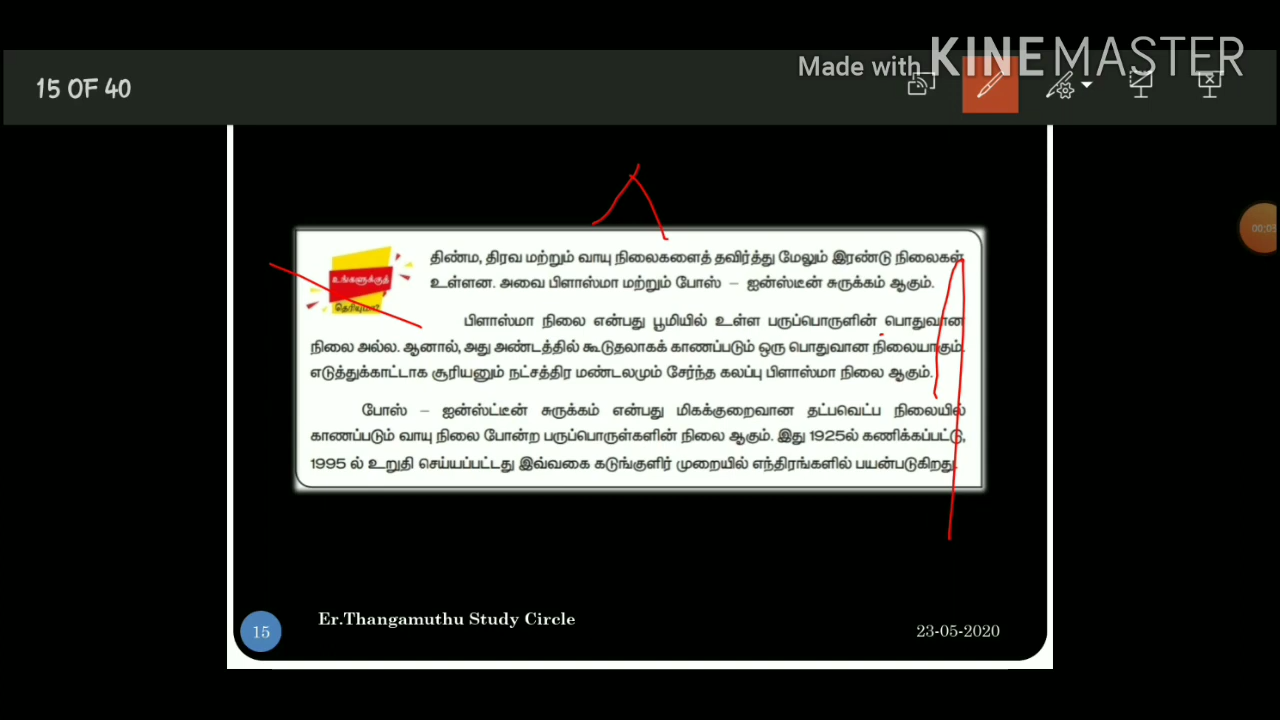 Made with KINEMASTER
15 OF 40
00:05
உங்களுக்குத்
தெரியுமா?
திண்ம, திரவ மற்றும் வாயு நிலைகளைத் தவிர்த்து மேலும் இரண்டு நிலைகள்
உள்ளன. அவை பிளாஸ்மா மற்றும் போஸ் – ஐன்ஸ்டீன் சுருக்கம் ஆகும்.
பிளாஸ்மா நிலை என்பது பூமியில் உள்ள பருப்பொருளின் பொதுவான
நிலை அல்ல. ஆனால், அது அண்டத்தில் கூடுதலாகக் காணப்படும் ஒரு பொதுவான நிலையாகும்.
எடுத்துக்காட்டாக சூரியனும் நட்சத்திர மண்டலமும் சேர்ந்த கலப்பு பிளாஸ்மா நிலை ஆகும்.
போஸ் – ஐன்ஸ்ட்டீன் சுருக்கம் என்பது மிகக்குறைவான தட்பவெட்ப நிலையில்
காணப்படும் வாயு நிலை போன்ற பருப்பொருள்களின் நிலை ஆகும். இது 1925ல் கணிக்கப்பட்டு,
1995 ல் உறுதி செய்யப்பட்டது இவ்வகை கடுங்குளிர் முறையில் எந்திரங்களில் பயன்படுகிறது.
Er.Thangamuthu Study Circle
15
23-05-2020